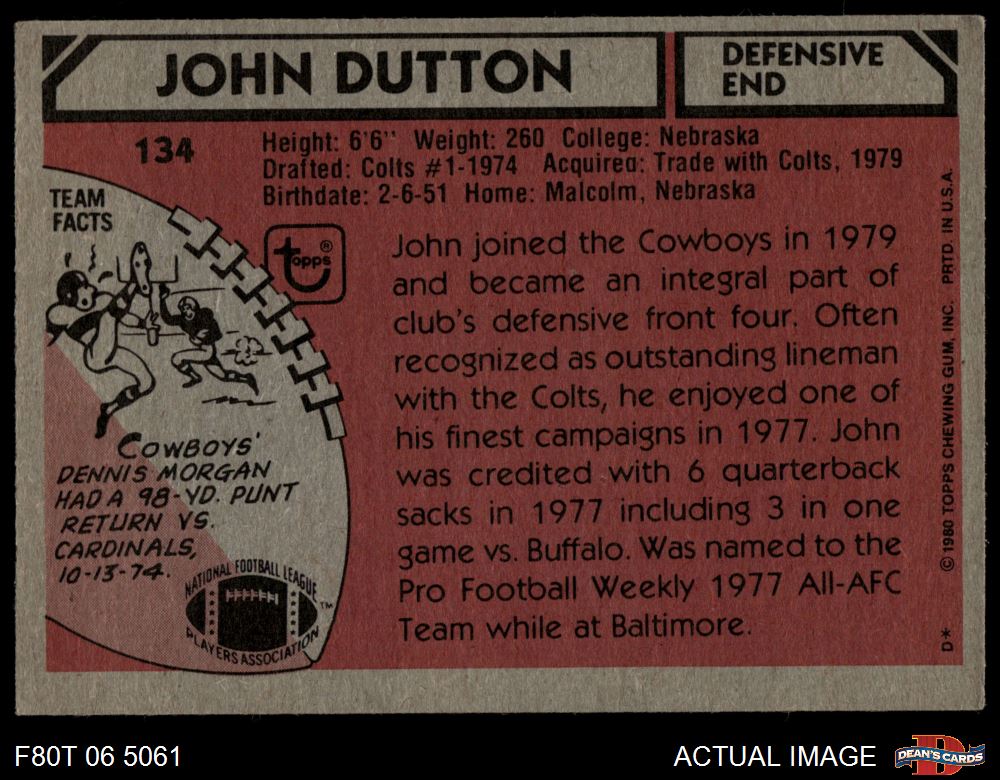 JOHN DUTTON
DEFENSIVE
END
134
Height: 6'6" Weight: 260 College: Nebraska
Drafted: Colts #1-1974 Acquired: Trade with Colts, 1979
Birthdate: 2-6-51 Home: Malcolm, Nebraska
TEAM
FACTS
topps®
COWBOYS'
DENNIS MORGAN
HAD A 98-YD. PUNT
RETURN VS.
CARDINALS,
10-13-74.
NATIONAL FOOTBALL LEAGUE
PLAYERS ASSOCIATION
™
John joined the Cowboys in 1979
and became an integral part of
club's defensive front four. Often
recognized as outstanding lineman
with the Colts, he enjoyed one of
his finest campaigns in 1977. John
was credited with 6 quarterback
sacks in 1977 including 3 in one
game vs. Buffalo. Was named to the
Pro Football Weekly 1977 All-AFC
Team while at Baltimore.
D* © 1980 TOPPS CHEWING GUM, INC. PRTD. IN U.S.A.
F80T 06 5061
ACTUAL IMAGE
D
DEAN'S CARDS